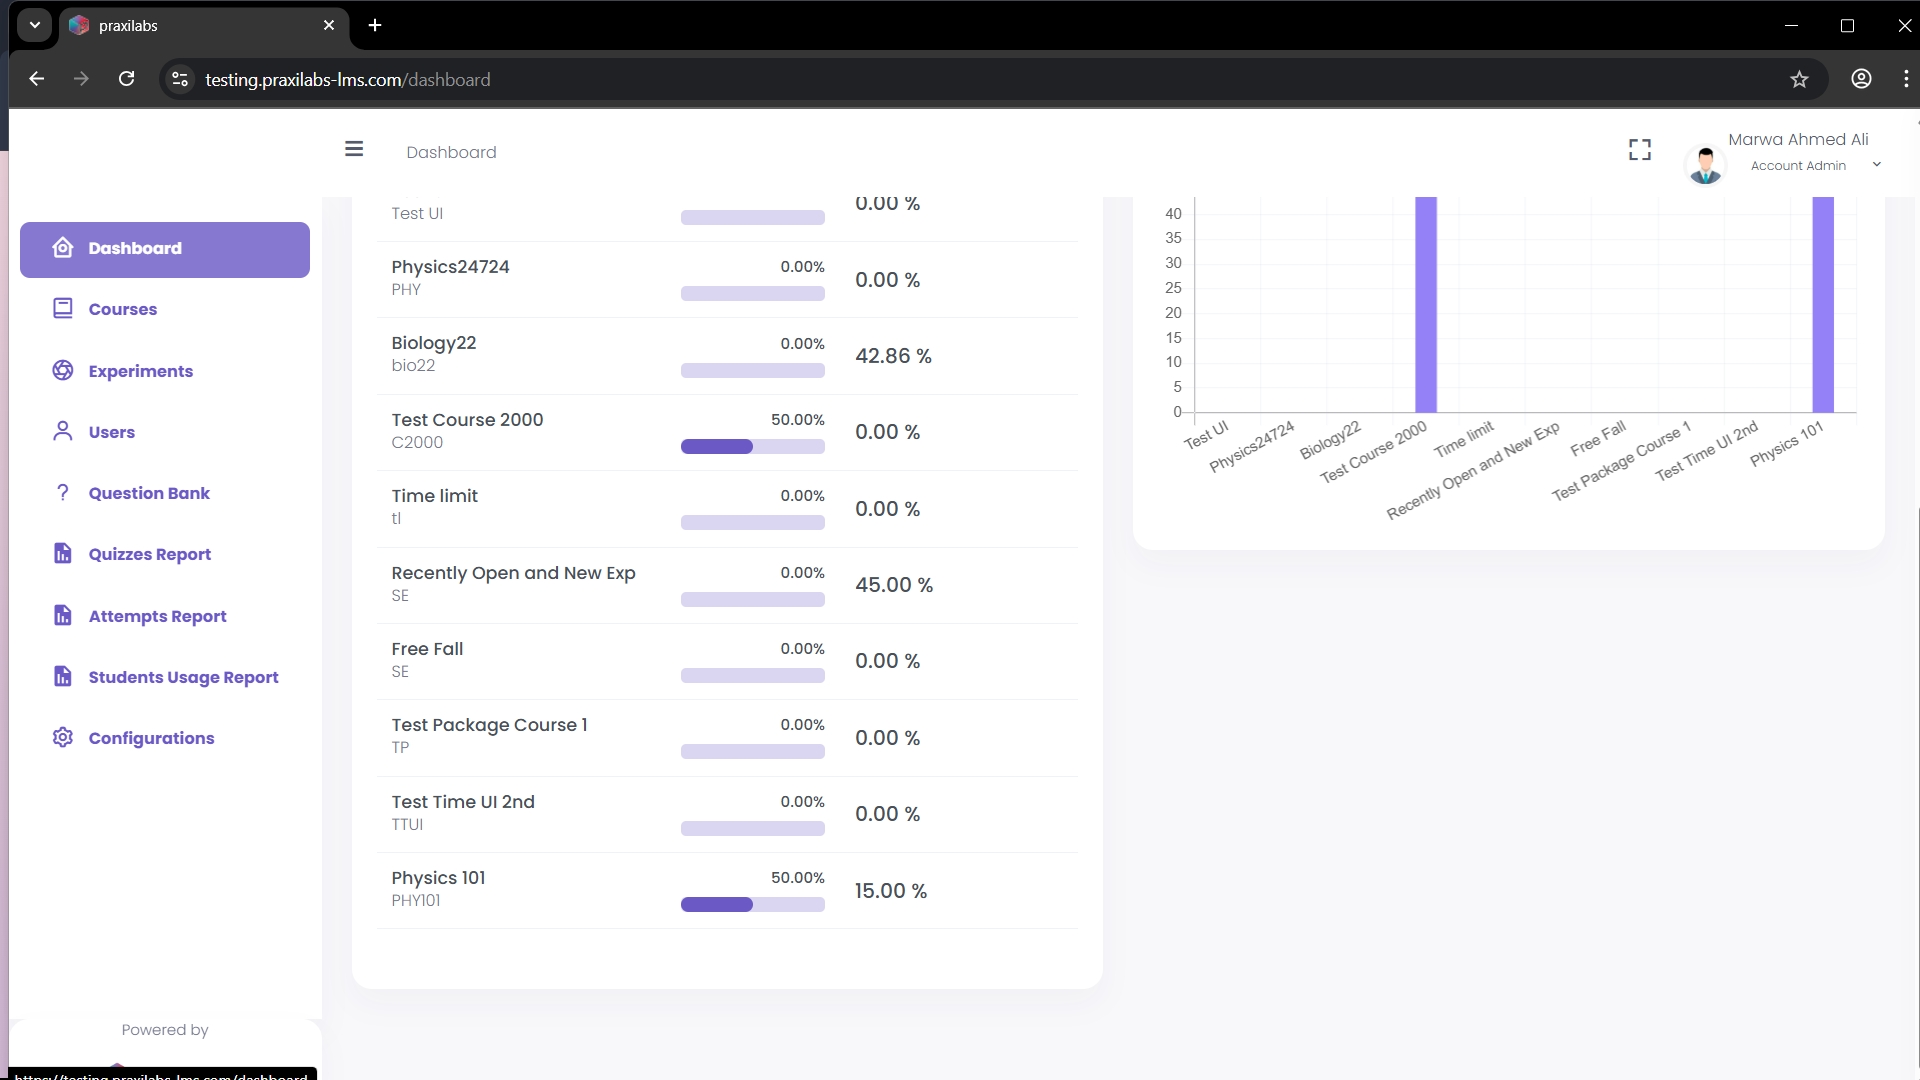 praxilabs
testing.praxilabs-lms.com/dashboard
Dashboard
Marwa Ahmed Ali
Account Admin
Dashboard
Courses
Experiments
Users
? Question Bank
Quizzes Report
Attempts Report
Students Usage Report
Configurations
Powered by
https://testing.praxilabs-lms.com/dashboard
Test UI
0.00 %
Physics24724
PHY
0.00%
0.00 %
Biology22
bio22
0.00%
42.86 %
Test Course 2000
C2000
50.00%
0.00 %
Time limit
tl
0.00%
0.00 %
Recently Open and New Exp
SE
0.00%
45.00 %
Free Fall
SE
0.00%
0.00 %
Test Package Course 1
TP
0.00%
0.00 %
Test Time UI 2nd
TTUI
0.00%
0.00 %
Physics 101
PHY101
50.00%
15.00 %
40
35
30
25
20
15
10
5
0
Test UI
Physics24724
Biology22
Test Course 2000
Time limit
Recently Open and New Exp
Free Fall
Test Package Course 1
Test Time UI 2nd
Physics 101